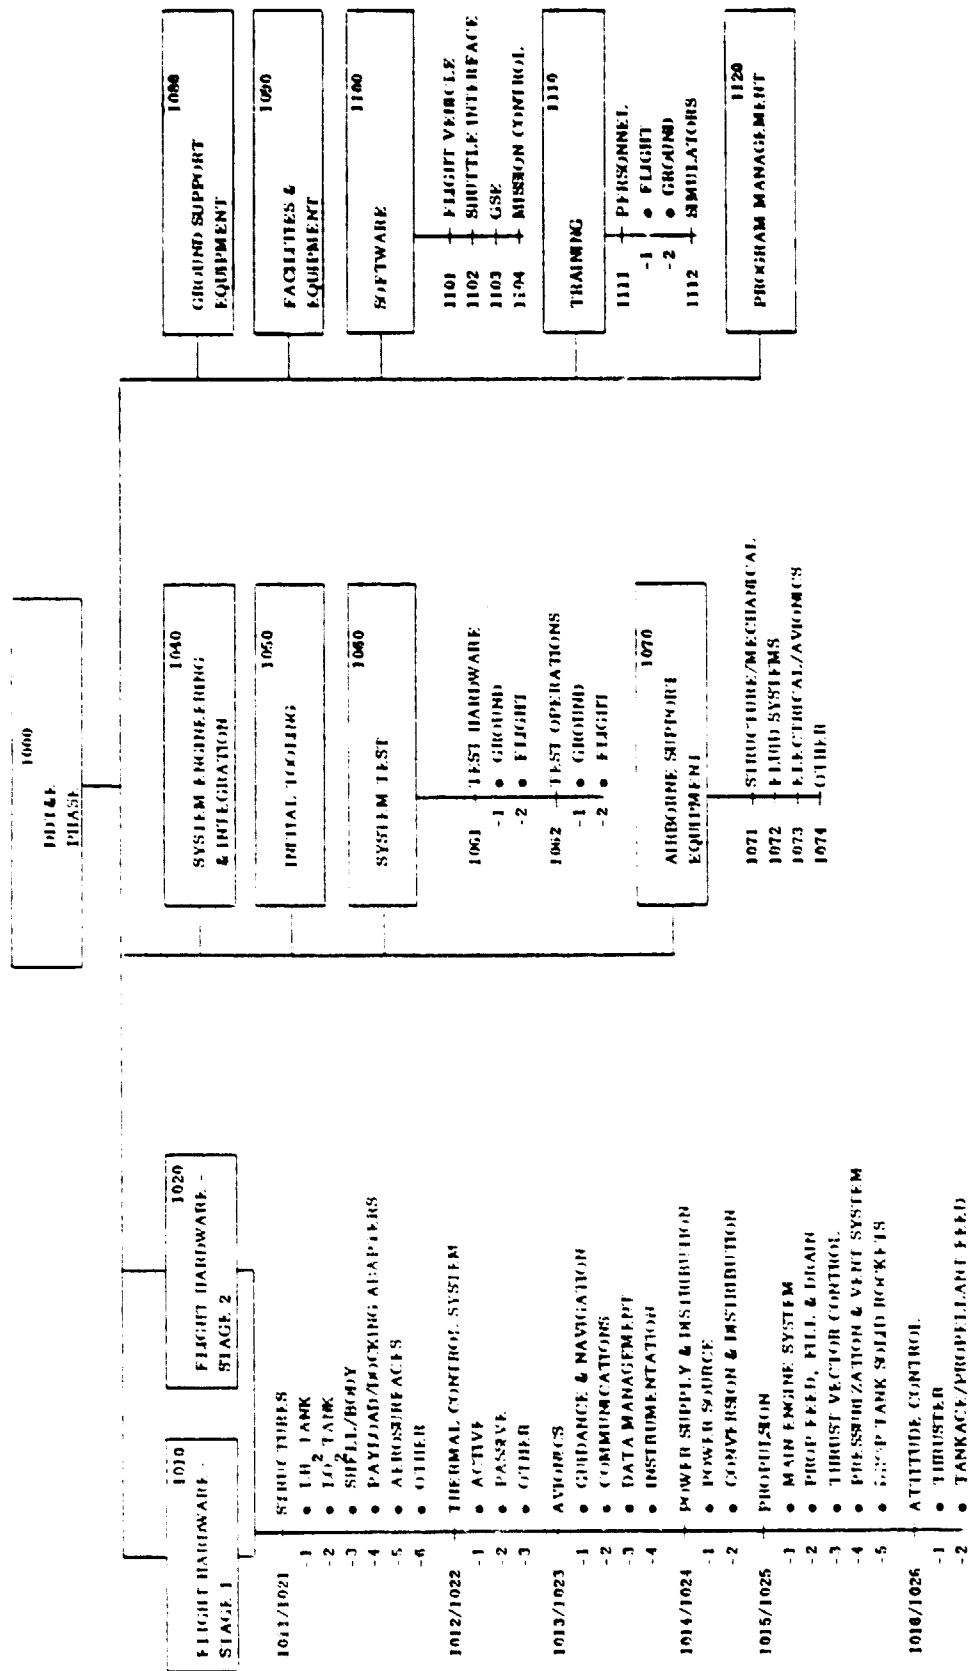 1000
DDT&E
PHASE
1010
FLIGHT HARDWARE -
STAGE 1
1020
FLIGHT HARDWARE -
STAGE 2
1011/1021 STRUCTURES
-1 • LH2 TANK
-2 • LO2 TANK
-3 • SHELL/BODY
-4 • PAYLOAD/DOCKING ADAPTERS
-5 • AEROSURFACES
-6 • OTHER
1012/1022 THERMAL CONTROL SYSTEM
-1 • ACTIVE
-2 • PASSIVE
-3 • OTHER
1013/1023 AVIONICS
-1 • GUIDANCE & NAVIGATION
-2 • COMMUNICATIONS
-3 • DATA MANAGEMENT
-4 • INSTRUMENTATION
1014/1024 POWER SUPPLY & DISTRIBUTION
-1 • POWER SOURCE
-2 • CONVERSION & DISTRIBUTION
1015/1025 PROPULSION
-1 • MAIN ENGINE SYSTEM
-2 • PROP FEED, FILL & DRAIN
-3 • THRUST VECTOR CONTROL
-4 • PRESSURIZATION & VENT SYSTEM
-5 • DROP TANK SOLID ROCKETS
1016/1026 ATTITUDE CONTROL
-1 • THRUSTER
-2 • TANKAGE/PROPELLANT FEED
1040
SYSTEM ENGINEERING
& INTEGRATION
1050
INITIAL TOOLING
1060
SYSTEM TEST
1061 TEST HARDWARE
-1 • GROUND
-2 • FLIGHT
1062 TEST OPERATIONS
-1 • GROUND
-2 • FLIGHT
1070
AIRBORNE SUPPORT
EQUIPMENT
1071 STRUCTURE/MECHANICAL
1072 FLUID SYSTEMS
1073 ELECTRICAL/AVIONICS
1074 OTHER
1080
GROUND SUPPORT
EQUIPMENT
1090
FACILITIES &
EQUIPMENT
1100
SOFTWARE
1101 FLIGHT VEHICLE
1102 SHUTTLE INTERFACE
1103 GSE
1104 MISSION CONTROL
1110
TRAINING
1111 PERSONNEL
-1 • FLIGHT
-2 • GROUND
1112 SIMULATORS
1120
PROGRAM MANAGEMENT